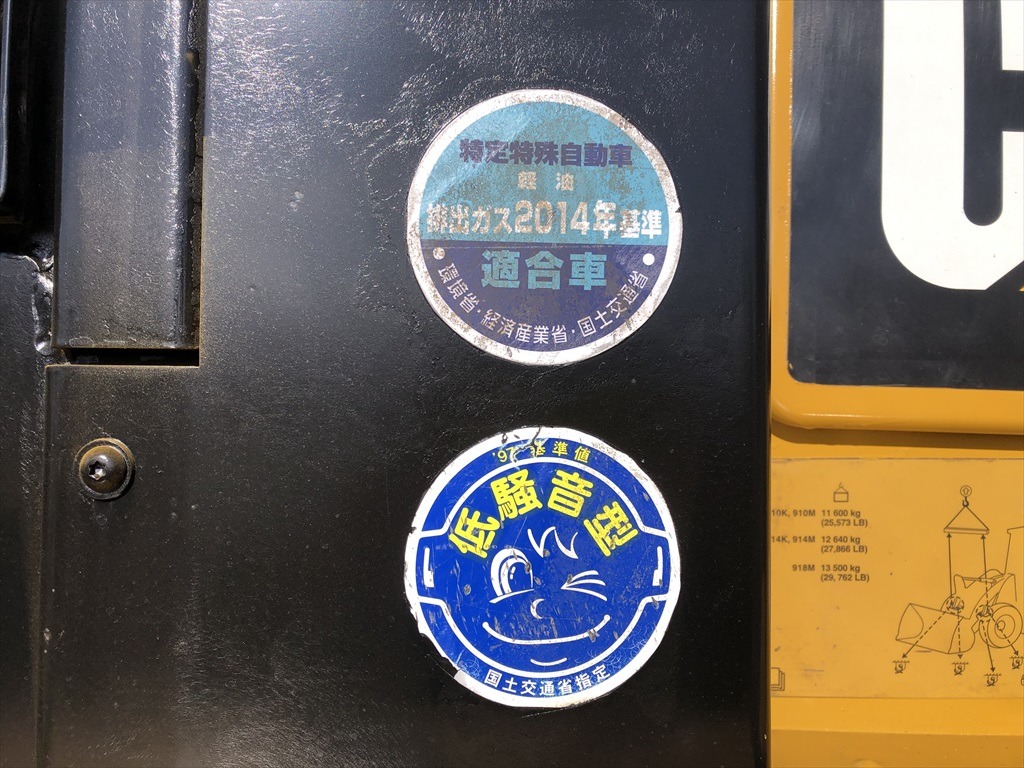 特定特殊自動車
軽油
排出ガス2014年基準
適合車
環境省・経済産業省・国土交通省
'97 基準値
低騒音型
国土交通省指定
10K, 910M 11 600 kg
(25,573 LB)
14K, 914M 12 640 kg
(27,866 LB)
918M 13 500 kg
(29, 762 LB)